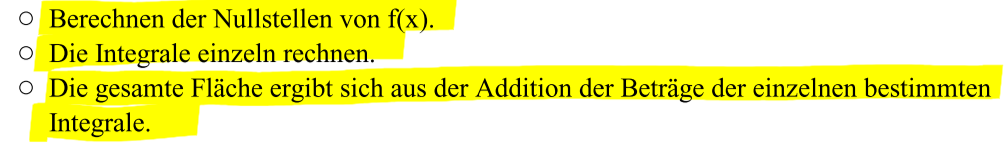 ○ Berechnen der Nullstellen von f(x).
○ Die Integrale einzeln rechnen.
○ Die gesamte Fläche ergibt sich aus der Addition der Beträge der einzelnen bestimmten
Integrale.